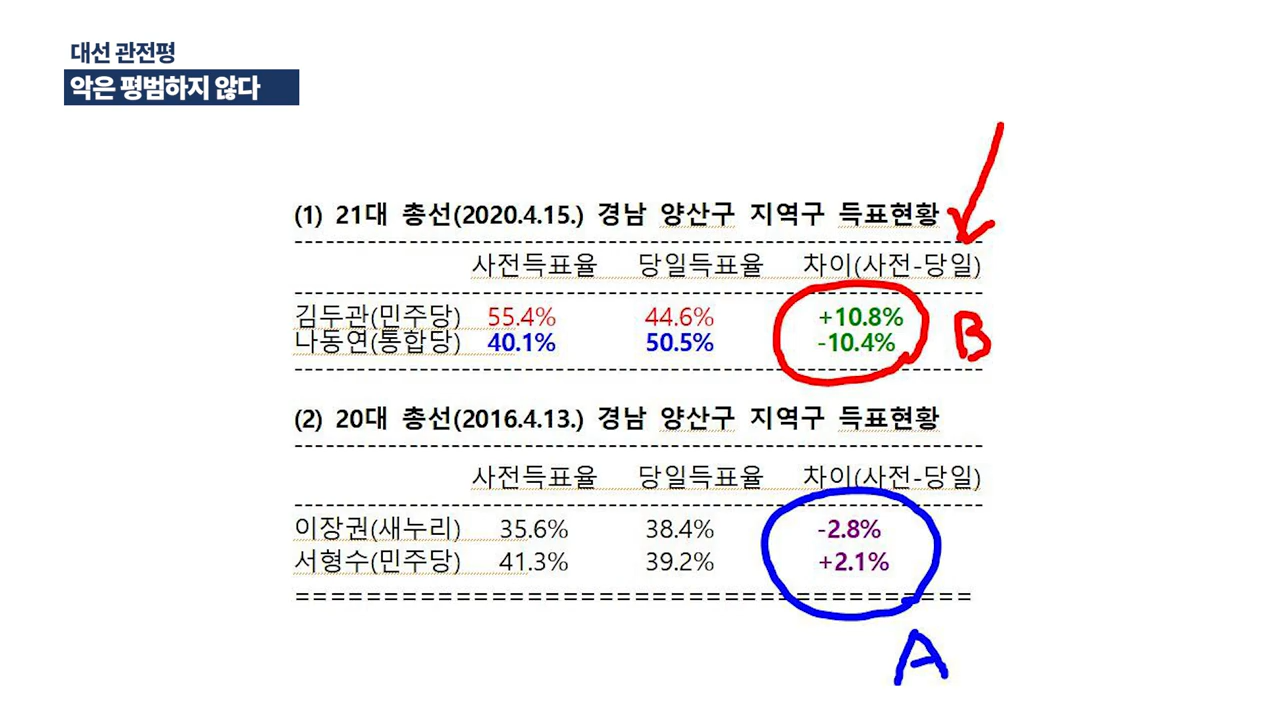 대선 관전평
악은 평범하지 않다
(1) 21대 총선(2020.4.15.) 경남 양산구 지역구 득표현황
사전득표율 당일득표율 차이(사전-당일)
김두관(민주당) 55.4% 44.6% +10.8%
나동연(통합당) 40.1% 50.5% -10.4%
B
(2) 20대 총선(2016.4.13.) 경남 양산구 지역구 득표현황
사전득표율 당일득표율 차이(사전-당일)
이장권(새누리) 35.6% 38.4% -2.8%
서형수(민주당) 41.3% 39.2% +2.1%
A